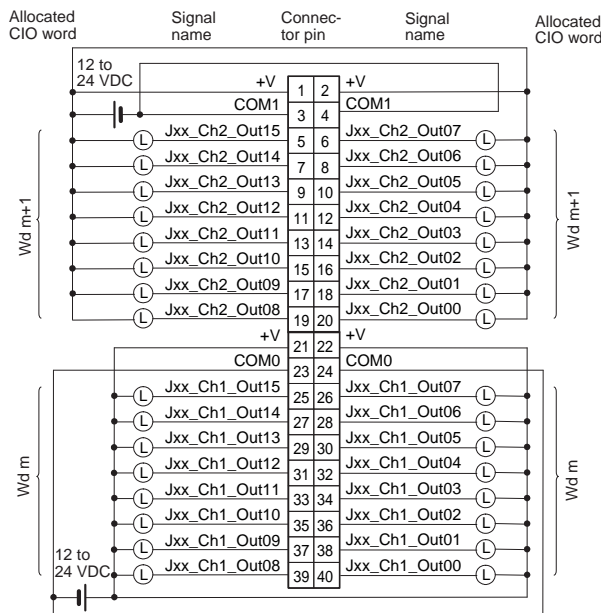 Allocated CIO word Signal name Connec- tor pin Signal name Allocated CIO word
12 to 24 VDC
+V 1 2 +V
COM1 3 4 COM1
L Jxx_Ch2_Out15 5 6 Jxx_Ch2_Out07 L
L Jxx_Ch2_Out14 7 8 Jxx_Ch2_Out06 L
L Jxx_Ch2_Out13 9 10 Jxx_Ch2_Out05 L
Wd m+1 L Jxx_Ch2_Out12 11 12 Jxx_Ch2_Out04 L Wd m+1
L Jxx_Ch2_Out11 13 14 Jxx_Ch2_Out03 L
L Jxx_Ch2_Out10 15 16 Jxx_Ch2_Out02 L
L Jxx_Ch2_Out09 17 18 Jxx_Ch2_Out01 L
L Jxx_Ch2_Out08 19 20 Jxx_Ch2_Out00 L
+V 21 22 +V
COM0 23 24 COM0
L Jxx_Ch1_Out15 25 26 Jxx_Ch1_Out07 L
L Jxx_Ch1_Out14 27 28 Jxx_Ch1_Out06 L
L Jxx_Ch1_Out13 29 30 Jxx_Ch1_Out05 L
Wd m L Jxx_Ch1_Out12 31 32 Jxx_Ch1_Out04 L Wd m
L Jxx_Ch1_Out11 33 34 Jxx_Ch1_Out03 L
L Jxx_Ch1_Out10 35 36 Jxx_Ch1_Out02 L
L Jxx_Ch1_Out09 37 38 Jxx_Ch1_Out01 L
12 to 24 VDC
L Jxx_Ch1_Out08 39 40 Jxx_Ch1_Out00 L